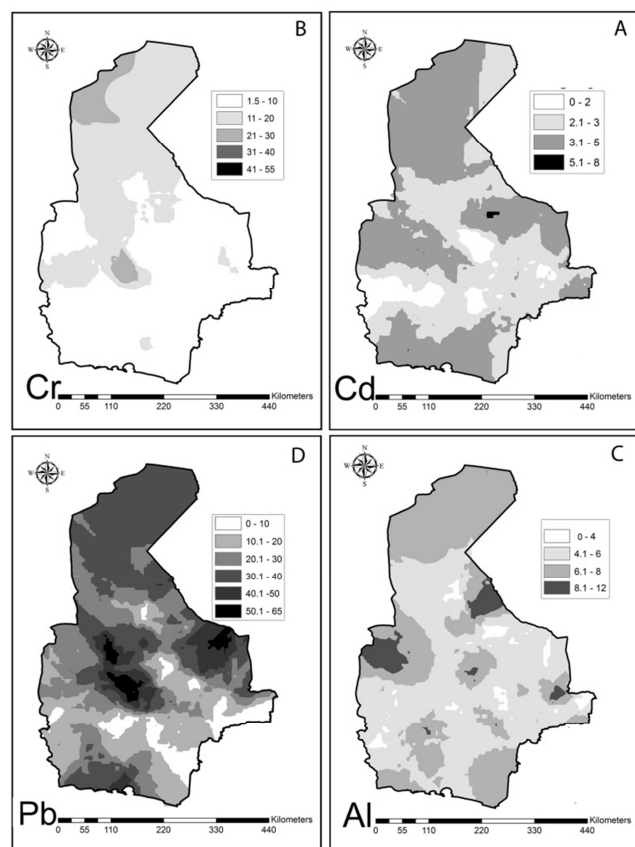 B
N
W E
S
1.5 - 10
11 - 20
21 - 30
31 - 40
41 - 55
Cr
Kilometers
0 55 110 220 330 440
A
N
W E
S
0 - 2
2.1 - 3
3.1 - 5
5.1 - 8
Cd
Kilometers
0 55 110 220 330 440
D
N
W E
S
0 - 10
10.1 - 20
20.1 - 30
30.1 - 40
40.1 -50
50.1 - 65
Pb
Kilometers
0 55 110 220 330 440
C
N
W E
S
0 - 4
4.1 - 6
6.1 - 8
8.1 - 12
Al
Kilometers
0 55 110 220 330 440